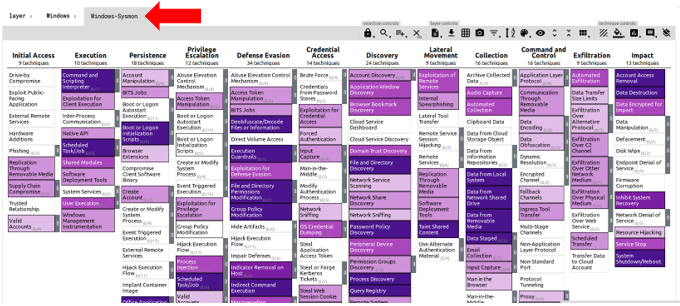 layer
Windows
Windows-Sysmon
selection controls
layer controls
technique controls
Initial Access
9 techniques
Execution
10 techniques
Persistence
18 techniques
Privilege
Escalation
12 techniques
Defense Evasion
34 techniques
Credential
Access
14 techniques
Discovery
24 techniques
Lateral
Movement
9 techniques
Collection
16 techniques
Command and
Control
16 techniques
Exfiltration
9 techniques
Impact
13 techniques
Drive-by
Compromise
Exploit Public-
Facing
Application
External Remote
Services
Hardware
Additions
Phishing
Replication
Through
Removable Media
Supply Chain
Compromise
Trusted
Relationship
Valid
Accounts
Command and
Scripting
Interpreter
Exploitation for
Client Execution
Inter-Process
Communication
Native API
Scheduled
Task/Job
Shared Modules
Software
Deployment Tools
System Services
User Execution
Windows
Management
Instrumentation
Account
Manipulation
BITS Jobs
Boot or Logon
Autostart
Execution
Boot or Logon
Initialization
Scripts
Browser
Extensions
Compromise
Client Software
Binary
Create
Account
Create or Modify
System
Process
Event Triggered
Execution
External Remote
Services
Hijack Execution
Flow
Implant Container
Image
Office Application
Abuse Elevation
Control
Mechanism
Access Token
Manipulation
Boot or Logon
Autostart
Execution
Boot or Logon
Initialization
Scripts
Create or Modify
System
Process
Event Triggered
Execution
Exploitation for
Privilege
Escalation
Group Policy
Modification
Hijack Execution
Flow
Process
Injection
Scheduled
Task/Job
Valid
Accounts
Abuse Elevation Control
Mechanism
Access Token
Manipulation
BITS Jobs
Deobfuscate/Decode
Files or Information
Direct Volume Access
Execution
Guardrails
Exploitation for
Defense Evasion
File and Directory
Permissions
Modification
Group Policy
Modification
Hide Artifacts
Hijack Execution
Flow
Impair Defenses
Indicator Removal on
Host
Indirect Command
Execution
Brute Force
Credentials
From Password
Stores
Exploitation for
Credential
Access
Forced
Authentication
Input
Capture
Man-in-the-
Middle
Modify
Authentication
Process
Network
Sniffing
OS Credential
Dumping
Steal
Application
Access Token
Steal or Forge
Kerberos
Tickets
Steal Web
Session Cookie
Account Discovery
Application Window
Discovery
Browser Bookmark
Discovery
Cloud Service
Dashboard
Cloud Service Discovery
Domain Trust Discovery
File and Directory
Discovery
Network Service
Scanning
Network Share
Discovery
Network Sniffing
Password Policy
Discovery
Peripheral Device
Discovery
Permission Groups
Discovery
Process Discovery
Query Registry
Exploitation of
Remote
Services
Internal
Spearphishing
Lateral Tool
Transfer
Remote Service
Session
Hijacking
Remote
Services
Replication
Through
Removable Media
Software
Deployment
Tools
Taint Shared
Content
Use Alternate
Authentication
Material
Archive Collected
Data
Audio Capture
Automated
Collection
Clipboard Data
Data from Cloud
Storage Object
Data from
Information
Repositories
Data from Local
System
Data from
Network Shared
Drive
Data from
Removable
Media
Data Staged
Email
Collection
Input Capture
Man in the
Browser
Man-in-the-
Middle
Application Layer
Protocol
Communication
Through
Removable Media
Data
Encoding
Data
Obfuscation
Dynamic
Resolution
Encrypted
Channel
Fallback
Channels
Ingress Tool
Transfer
Multi-Stage
Channels
Non-Application
Layer Protocol
Non-Standard
Port
Protocol
Tunneling
Proxy
Automated
Exfiltration
Data Transfer
Size Limits
Exfiltration
Over Alternative
Protocol
Exfiltration
Over C2
Channel
Exfiltration
Over Other
Network
Medium
Exfiltration
Over Physical
Medium
Exfiltration
Over Web
Service
Scheduled
Transfer
Transfer Data
to Cloud
Account
Account Access
Removal
Data Destruction
Data Encrypted for
Impact
Data
Manipulation
Defacement
Disk Wipe
Endpoint Denial of
Service
Firmware
Corruption
Inhibit System
Recovery
Network Denial of
Service
Resource Hijacking
Service Stop
System
Shutdown/Reboot